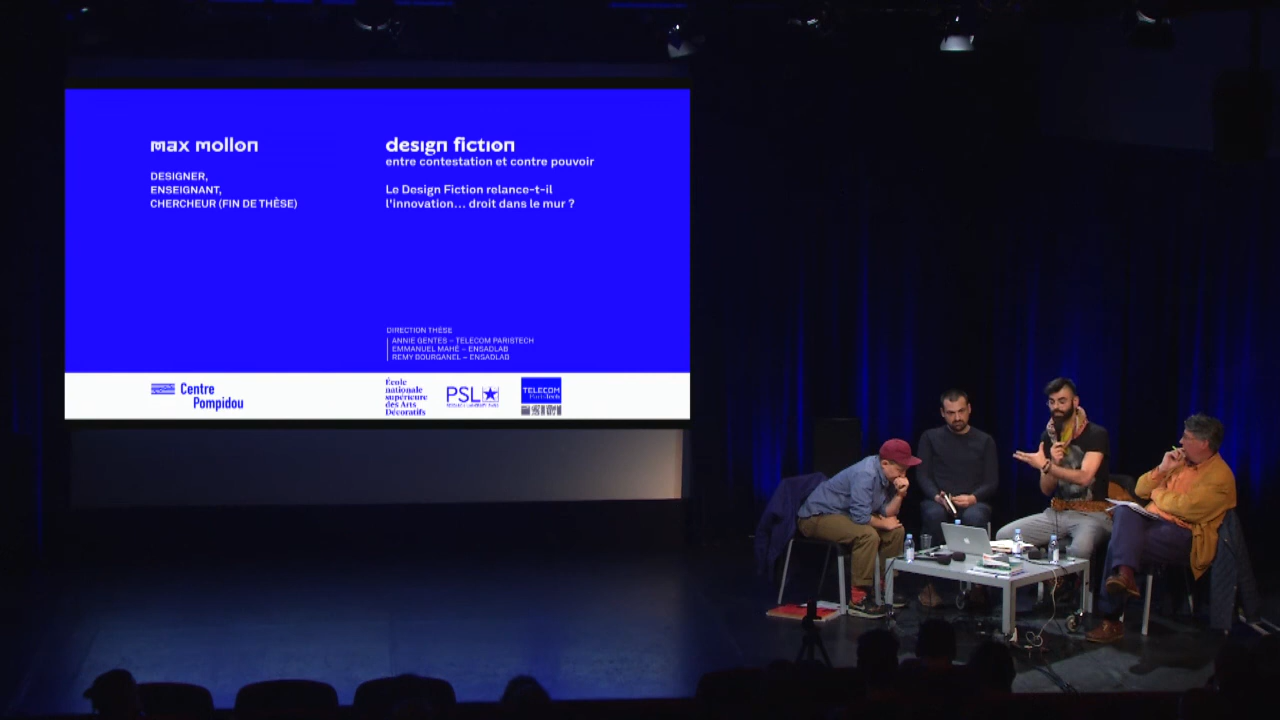 max mollon
DESIGNER,
ENSEIGNANT,
CHERCHEUR (FIN DE THÈSE)
design fiction
entre contestation et contre pouvoir
Le Design Fiction relance-t-il
l'innovation... droit dans le mur ?
DIRECTION THÈSE
ANNIE GENTES – TELECOM PARISTECH
EMMANUEL MAHÉ – ENSADLAB
REMY BOURGANEL – ENSADLAB
Centre
Pompidou
École
nationale
supérieure
des Arts
Décoratifs
PSL
TELECOM
ParisTech